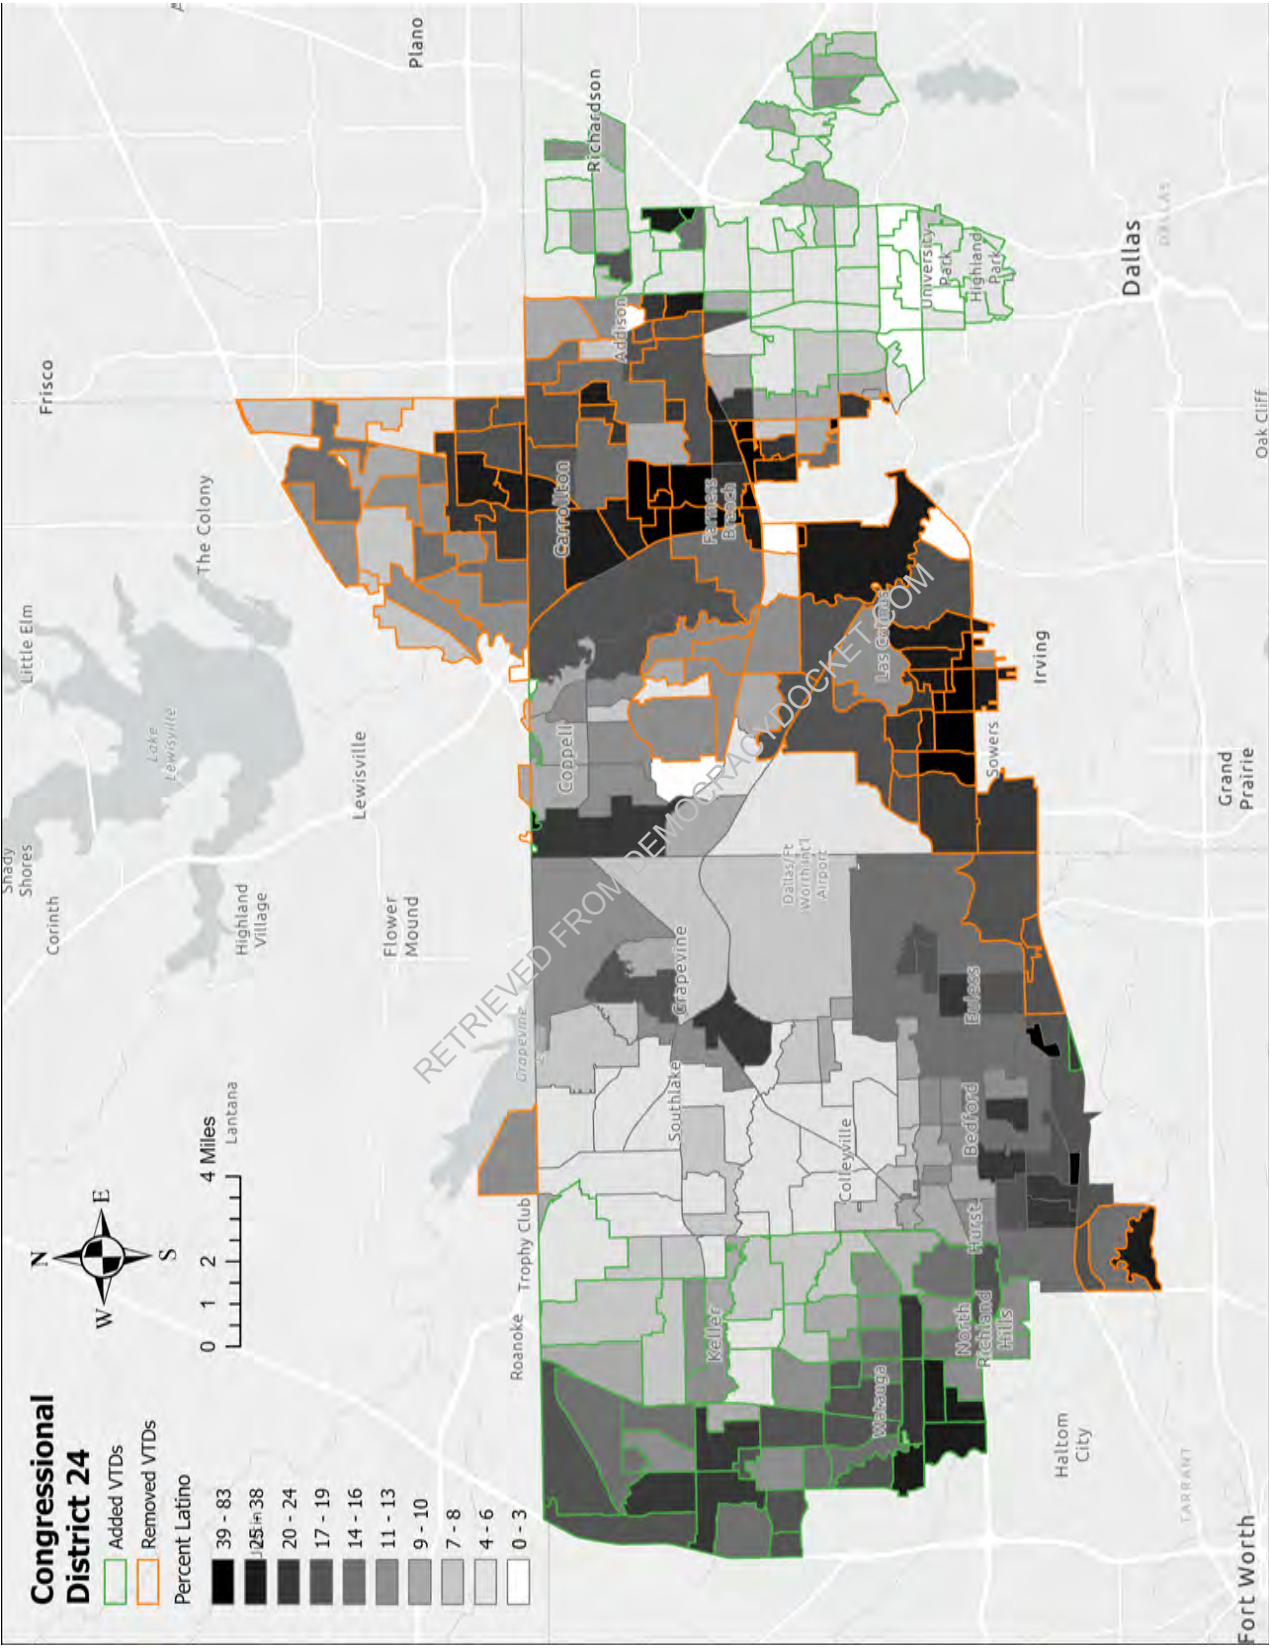 Congressional
District 24
Added VTDs
Removed VTDs
Percent Latino
39 - 83
25 - 38
20 - 24
17 - 19
14 - 16
11 - 13
9 - 10
7 - 8
4 - 6
0 - 3
N
W
E
S
0 1 2 4 Miles
Lantana
Corinth
Shady
Shores
Little Elm
Frisco
Plano
Highland
Village
Lake
Lewisville
The Colony
Flower
Mound
Lewisville
Richardson
Roanoke
Trophy Club
Grapevine
Coppell
Carrollton
Addison
Keller
Southlake
Grapevine
Farmers
Branch
Watauga
Colleyville
Dallas/Ft
Worth Int'l
Airport
Las Colinas
University
Park
Highland
Park
North
Richland
Hills
Hurst
Bedford
Euless
Sowers
Irving
Haltom
City
Dallas
DALLAS
TARRANT
Fort Worth
Grand
Prairie
Oak Cliff
RETRIEVED FROM DEMOCRACYDOCKET.COM